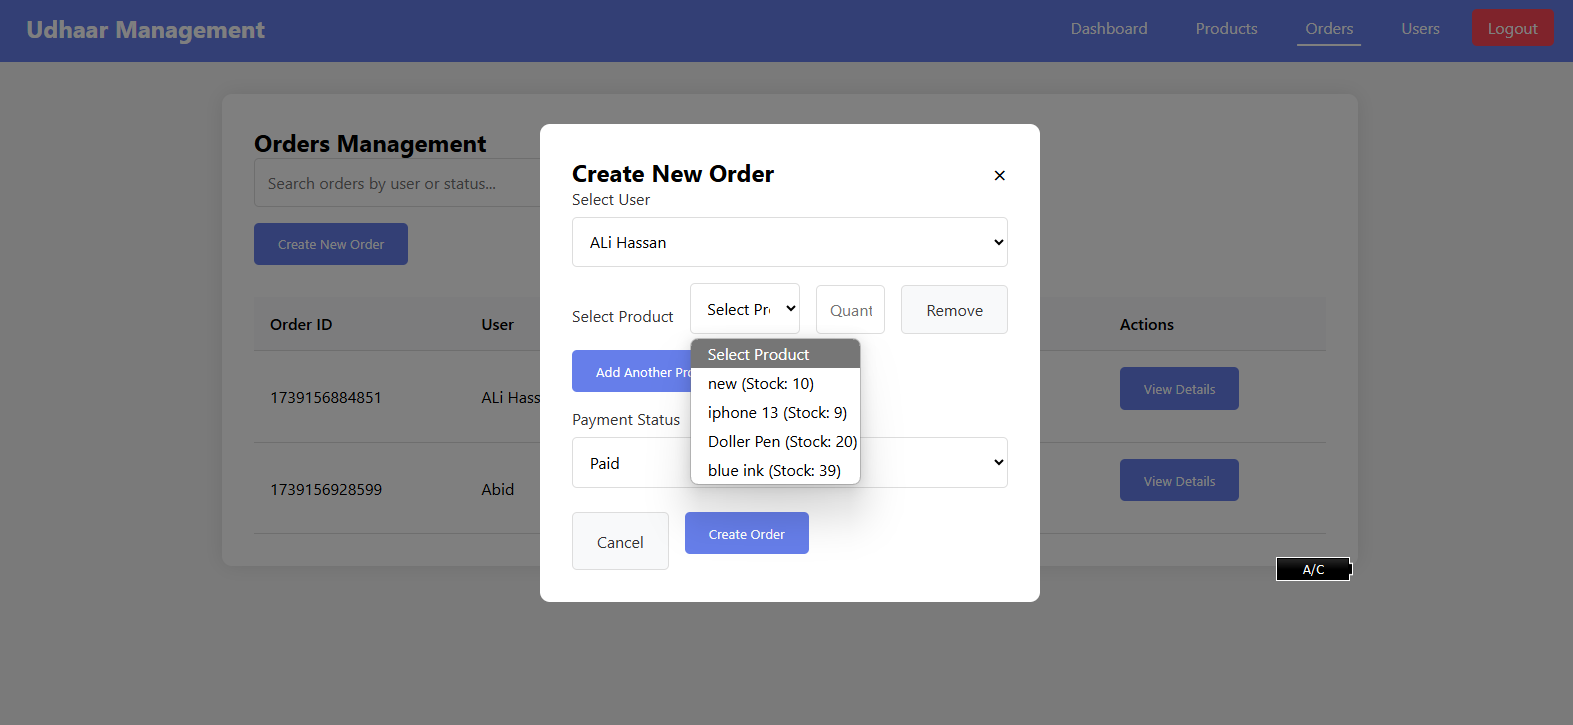 Udhaar Management
Dashboard Products Orders Users Logout
Orders Management
Search orders by user or status...
Create New Order
Order ID User Actions
1739156884851 ALi Hass View Details
1739156928599 Abid View Details
Create New Order ×
Select User
ALi Hassan
Select Product Select Pr Quant Remove
Select Product
new (Stock: 10)
iphone 13 (Stock: 9)
Doller Pen (Stock: 20)
blue ink (Stock: 39)
Add Another Pro
Payment Status
Paid
Cancel Create Order
A/C